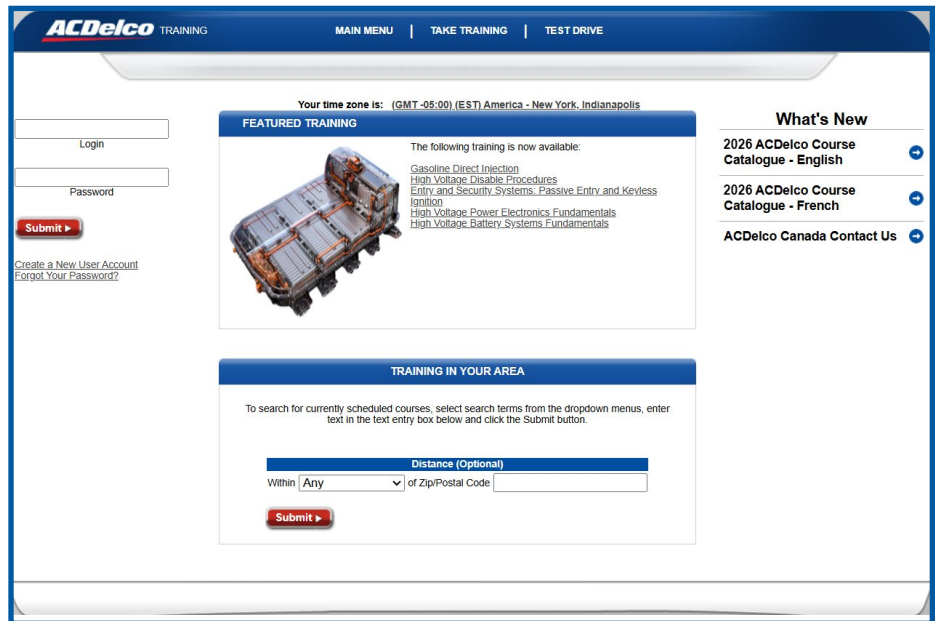 ACDelco TRAINING
MAIN MENU | TAKE TRAINING | TEST DRIVE
Your time zone is: (GMT -05:00) (EST) America - New York, Indianapolis
Login
Password
Submit
Create a New User Account
Forgot Your Password?
FEATURED TRAINING
The following training is now available:
Gasoline Direct Injection
High Voltage Disable Procedures
Entry and Security Systems: Passive Entry and Keyless
Ignition
High Voltage Power Electronics Fundamentals
High Voltage Battery Systems Fundamentals
What's New
2026 ACDelco Course
Catalogue - English
2026 ACDelco Course
Catalogue - French
ACDelco Canada Contact Us
TRAINING IN YOUR AREA
To search for currently scheduled courses, select search terms from the dropdown menus, enter
text in the text entry box below and click the Submit button.
Distance (Optional)
Within Any of Zip/Postal Code
Submit